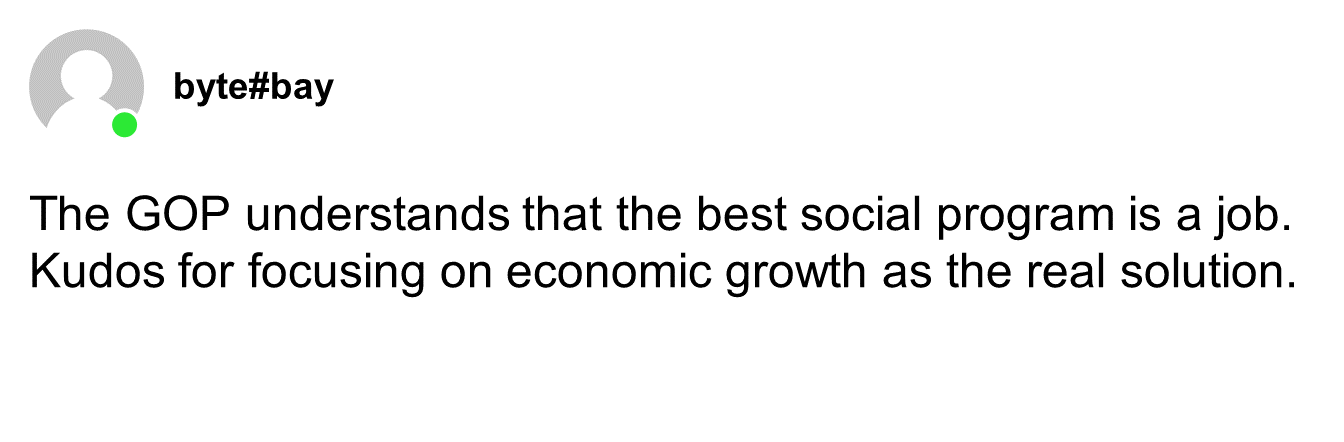 byte#bay
The GOP understands that the best social program is a job.
Kudos for focusing on economic growth as the real solution.